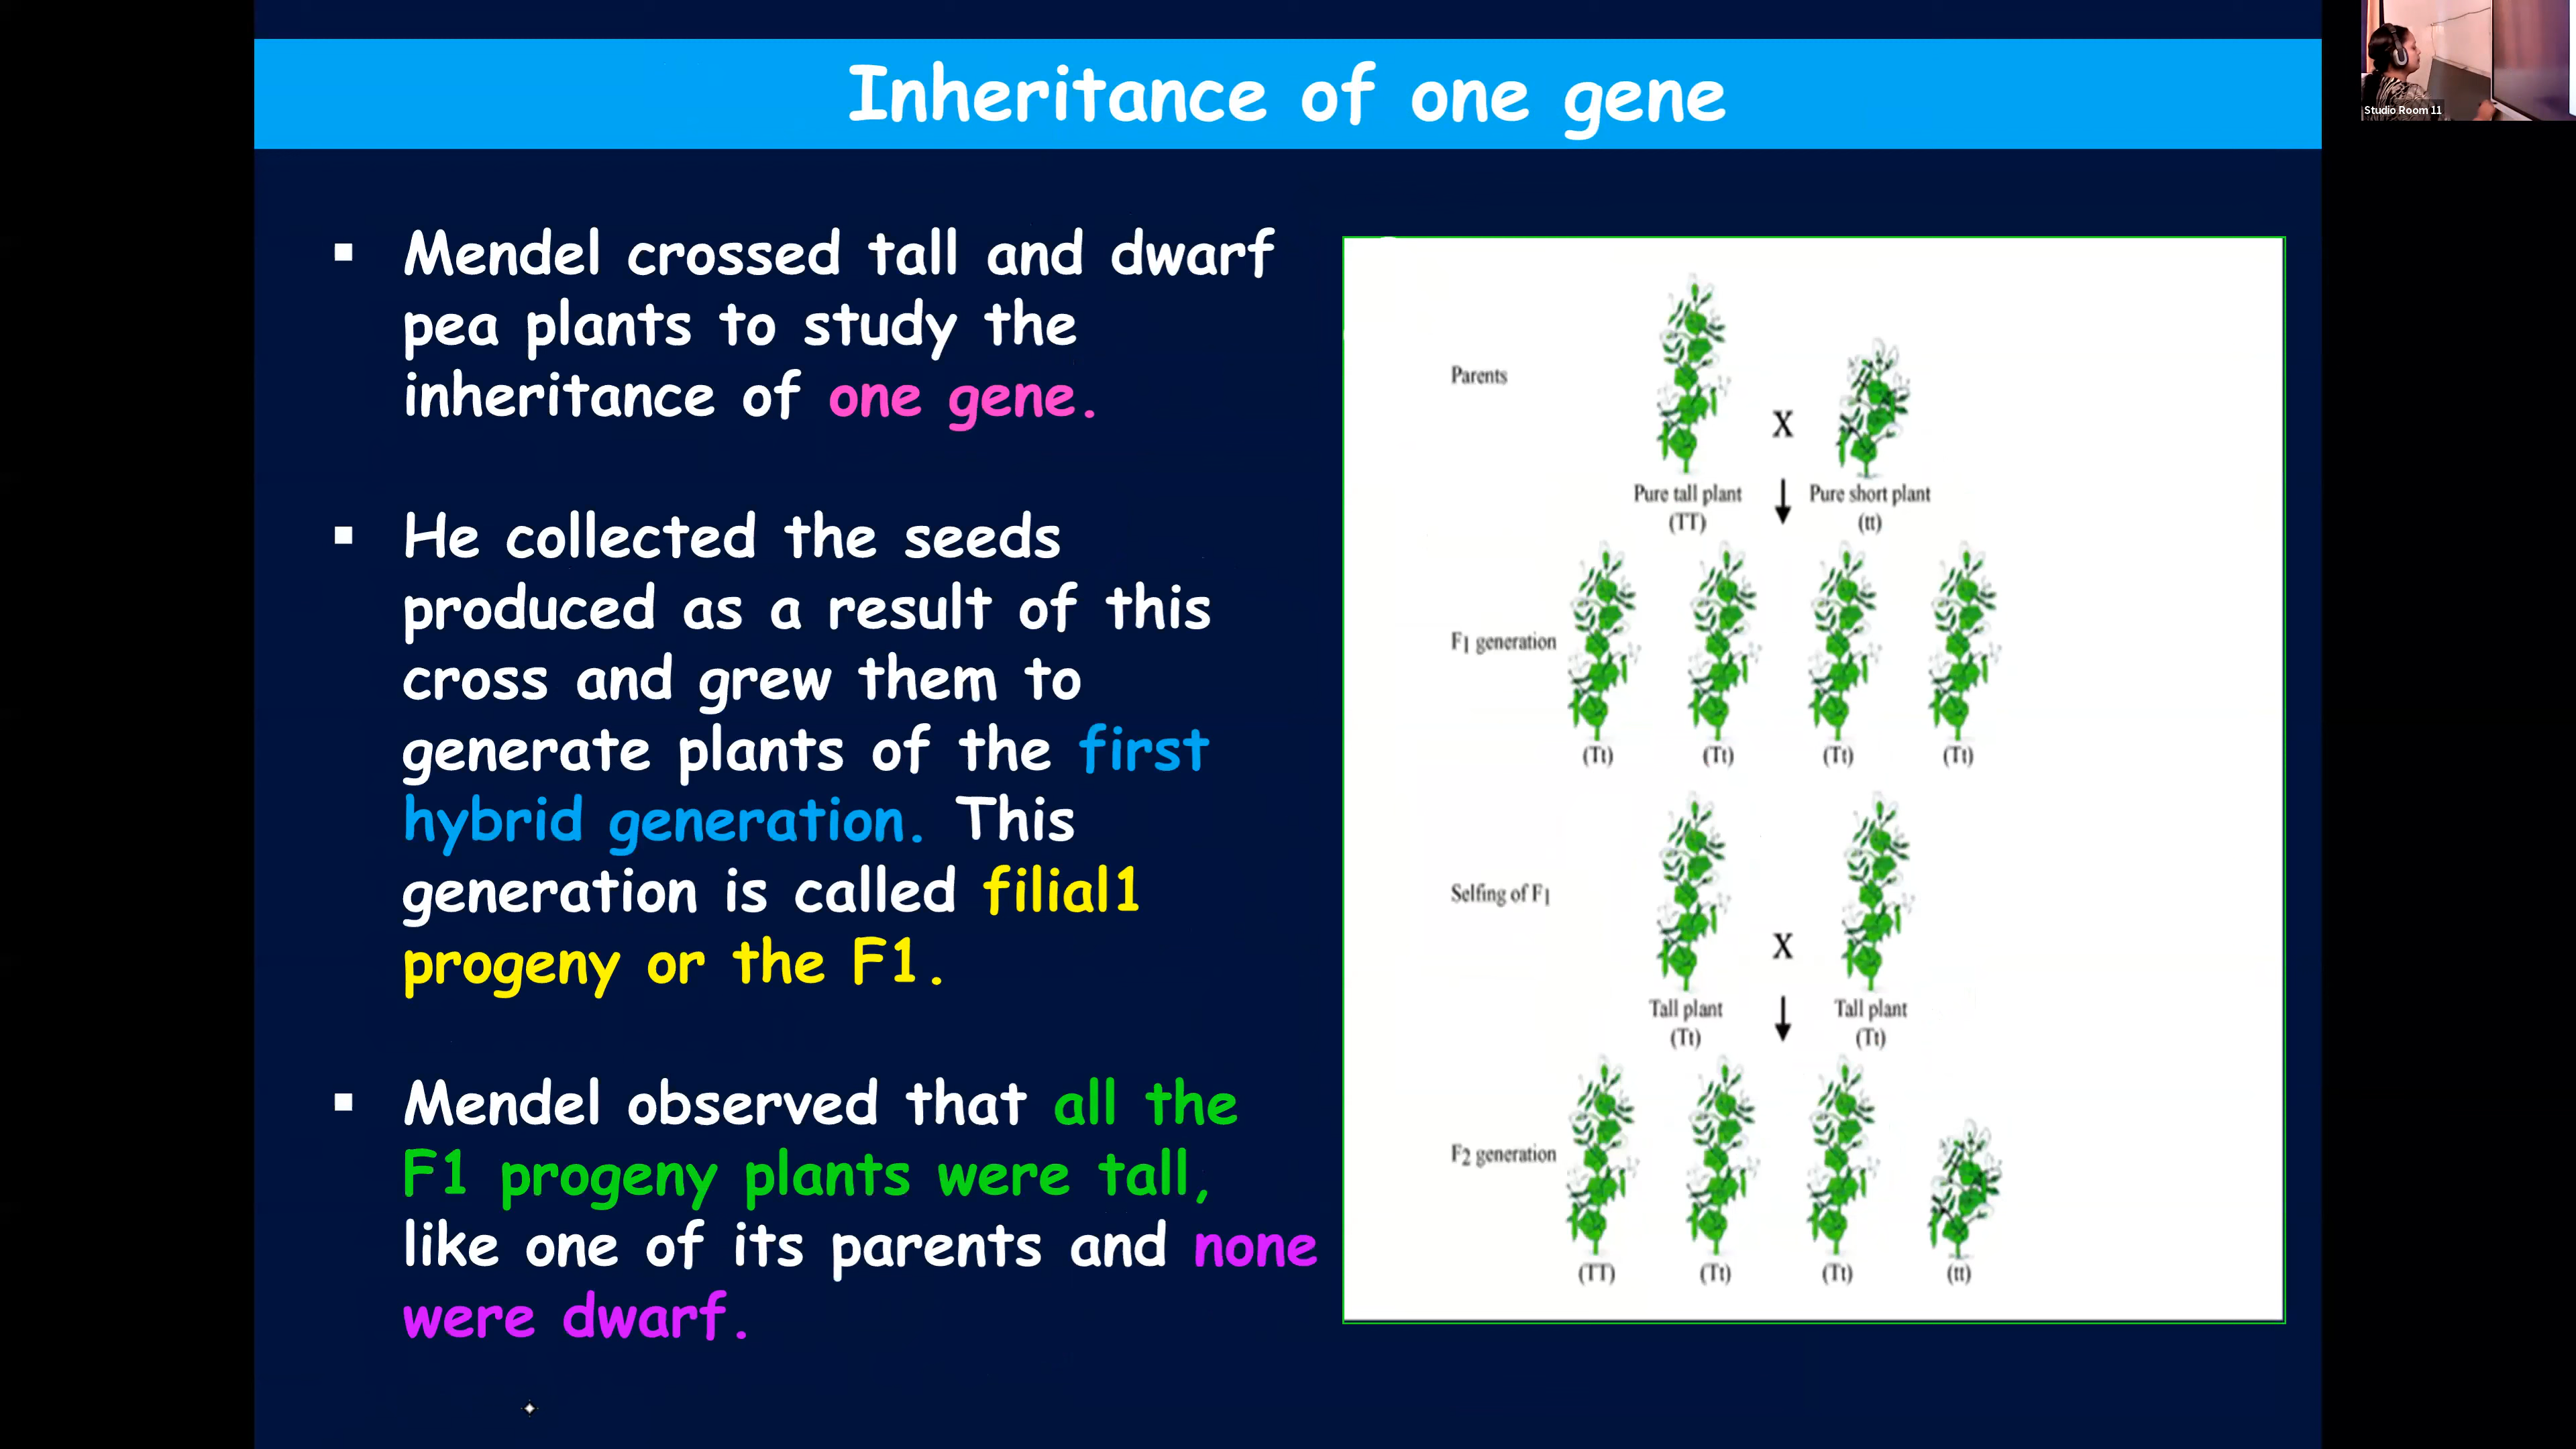 Inheritance of one gene
Studio Room 11
▪ Mendel crossed tall and dwarf
pea plants to study the
inheritance of one gene.
▪ He collected the seeds
produced as a result of this
cross and grew them to
generate plants of the first
hybrid generation. This
generation is called filial1
progeny or the F1.
▪ Mendel observed that all the
F1 progeny plants were tall,
like one of its parents and none
were dwarf.
Parents
X
Pure tall plant Pure short plant
(TT) (tt)
F1 generation
(Tt) (Tt) (Tt) (Tt)
Selfing of F1
X
Tall plant Tall plant
(Tt) (Tt)
F2 generation
(TT) (Tt) (Tt) (tt)